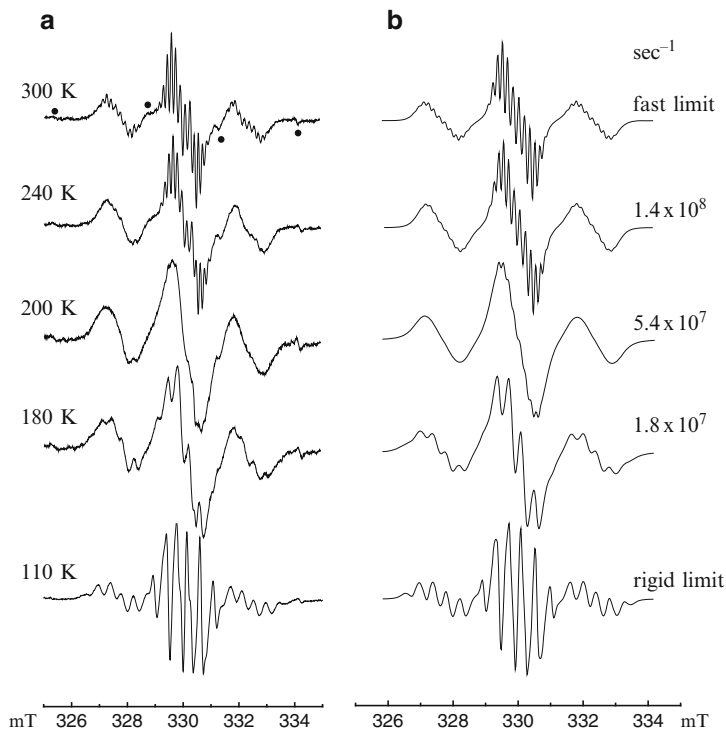 a b
sec⁻¹
300 K fast limit
240 K 1.4 x 10⁸
200 K 5.4 x 10⁷
180 K 1.8 x 10⁷
110 K rigid limit
mT 326 328 330 332 334 mT 326 328 330 332 334